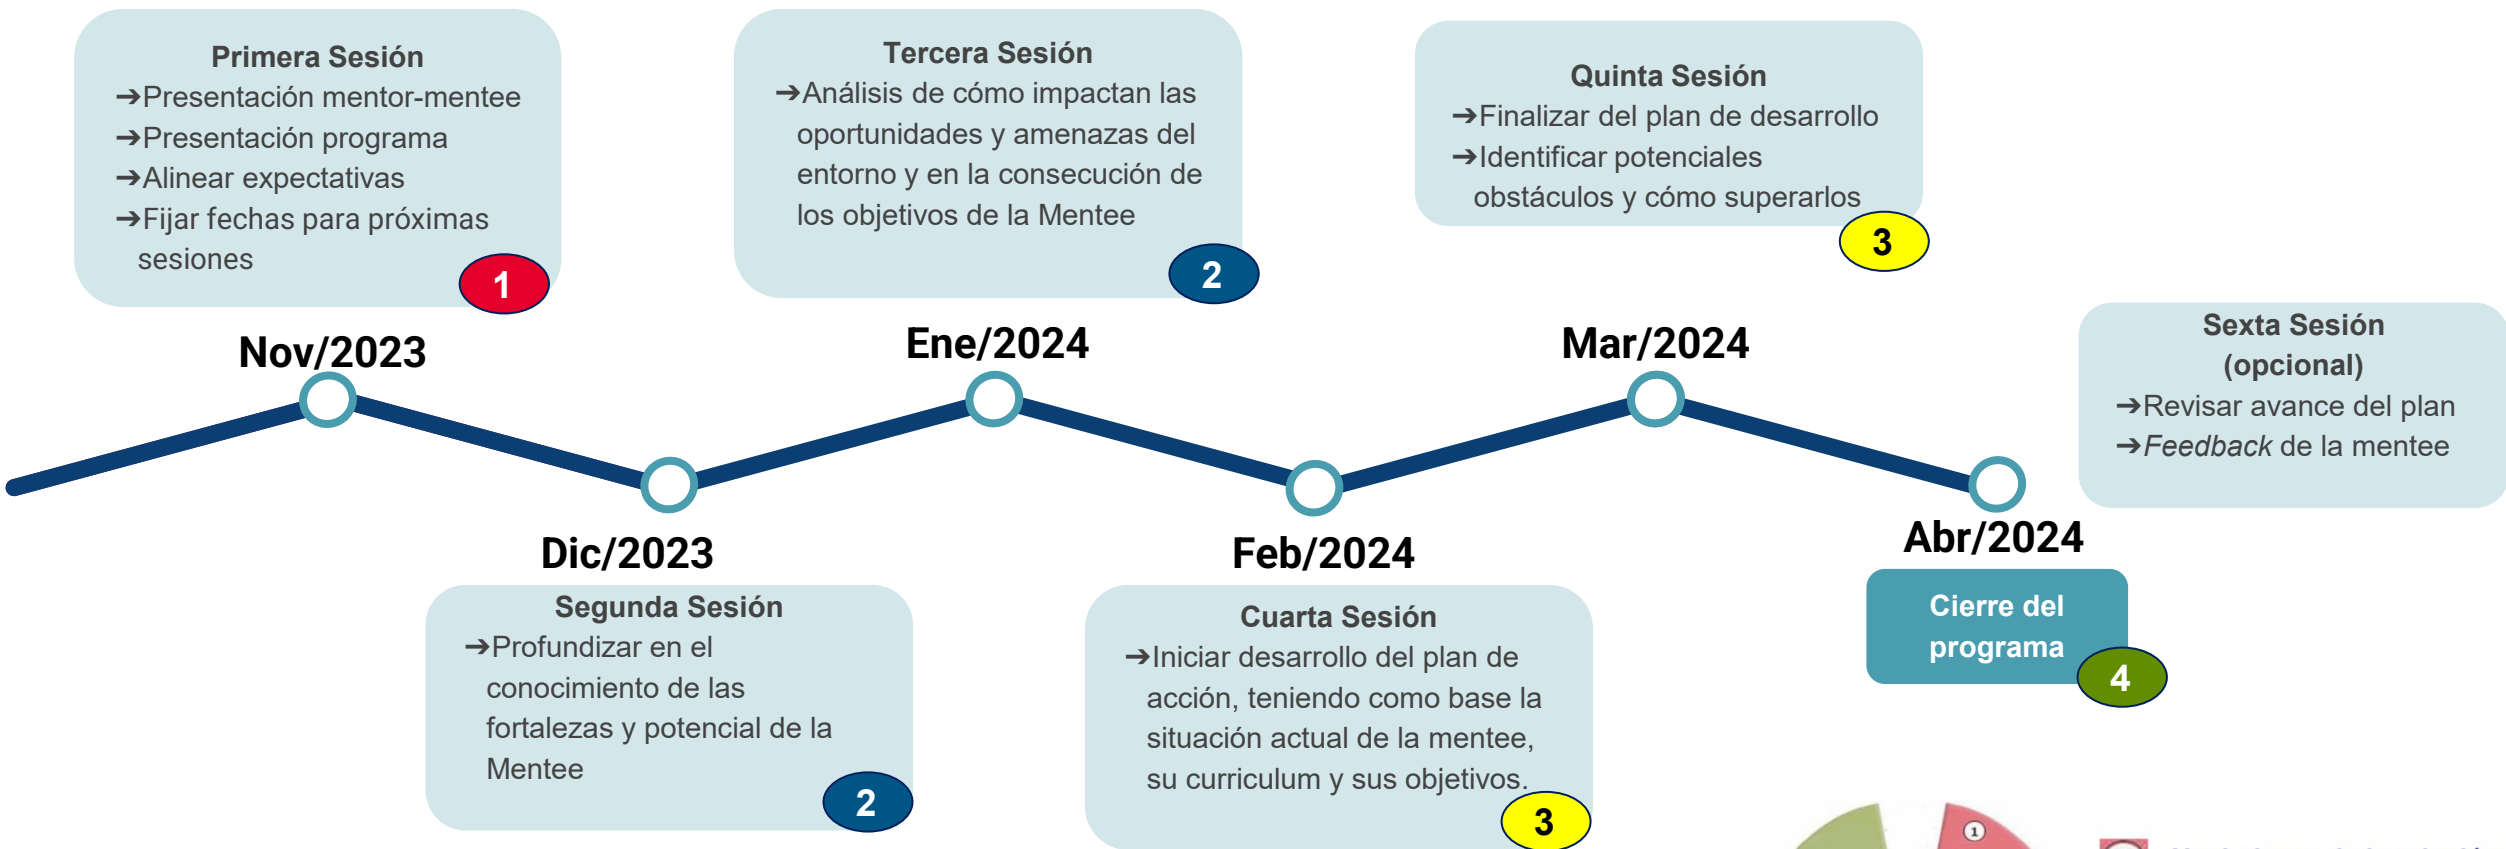 Primera Sesión
➔Presentación mentor-mentee
➔Presentación programa
➔Alinear expectativas
➔Fijar fechas para próximas
sesiones
1
Nov/2023
Segunda Sesión
➔Profundizar en el
conocimiento de las
fortalezas y potencial de la
Mentee
2
Dic/2023
Tercera Sesión
➔Análisis de cómo impactan las
oportunidades y amenazas del
entorno y en la consecución de
los objetivos de la Mentee
2
Ene/2024
Cuarta Sesión
➔Iniciar desarrollo del plan de
acción, teniendo como base la
situación actual de la mentee,
su curriculum y sus objetivos.
3
Feb/2024
Quinta Sesión
➔Finalizar del plan de desarrollo
➔Identificar potenciales
obstáculos y cómo superarlos
3
Mar/2024
Sexta Sesión
(opcional)
➔Revisar avance del plan
➔Feedback de la mentee
Abr/2024
Cierre del
programa
4
1